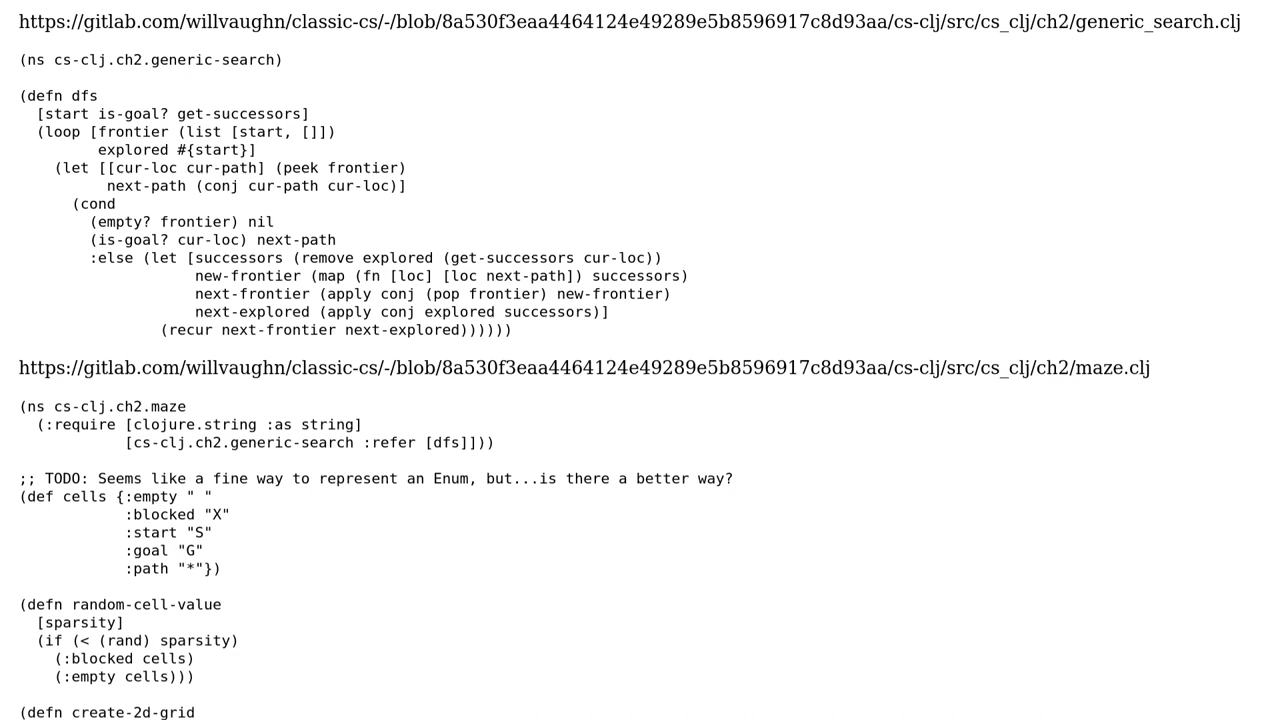 https://gitlab.com/willvaughn/classic-cs/-/blob/8a530f3eaa4464124e49289e5b8596917c8d93aa/cs-clj/src/cs_clj/ch2/generic_search.clj
(ns cs-clj.ch2.generic-search)

(defn dfs
  [start is-goal? get-successors]
  (loop [frontier (list [start, []])
         explored #{start}]
    (let [[cur-loc cur-path] (peek frontier)
          next-path (conj cur-path cur-loc)]
      (cond
        (empty? frontier) nil
        (is-goal? cur-loc) next-path
        :else (let [successors (remove explored (get-successors cur-loc))
                    new-frontier (map (fn [loc] [loc next-path]) successors)
                    next-frontier (apply conj (pop frontier) new-frontier)
                    next-explored (apply conj explored successors)]
                (recur next-frontier next-explored))))))

https://gitlab.com/willvaughn/classic-cs/-/blob/8a530f3eaa4464124e49289e5b8596917c8d93aa/cs-clj/src/cs_clj/ch2/maze.clj
(ns cs-clj.ch2.maze
  (:require [clojure.string :as string]
            [cs-clj.ch2.generic-search :refer [dfs]]))

;; TODO: Seems like a fine way to represent an Enum, but...is there a better way?
(def cells {:empty " "
            :blocked "X"
            :start "S"
            :goal "G"
            :path "*"})

(defn random-cell-value
  [sparsity]
  (if (< (rand) sparsity)
    (:blocked cells)
    (:empty cells)))

(defn create-2d-grid